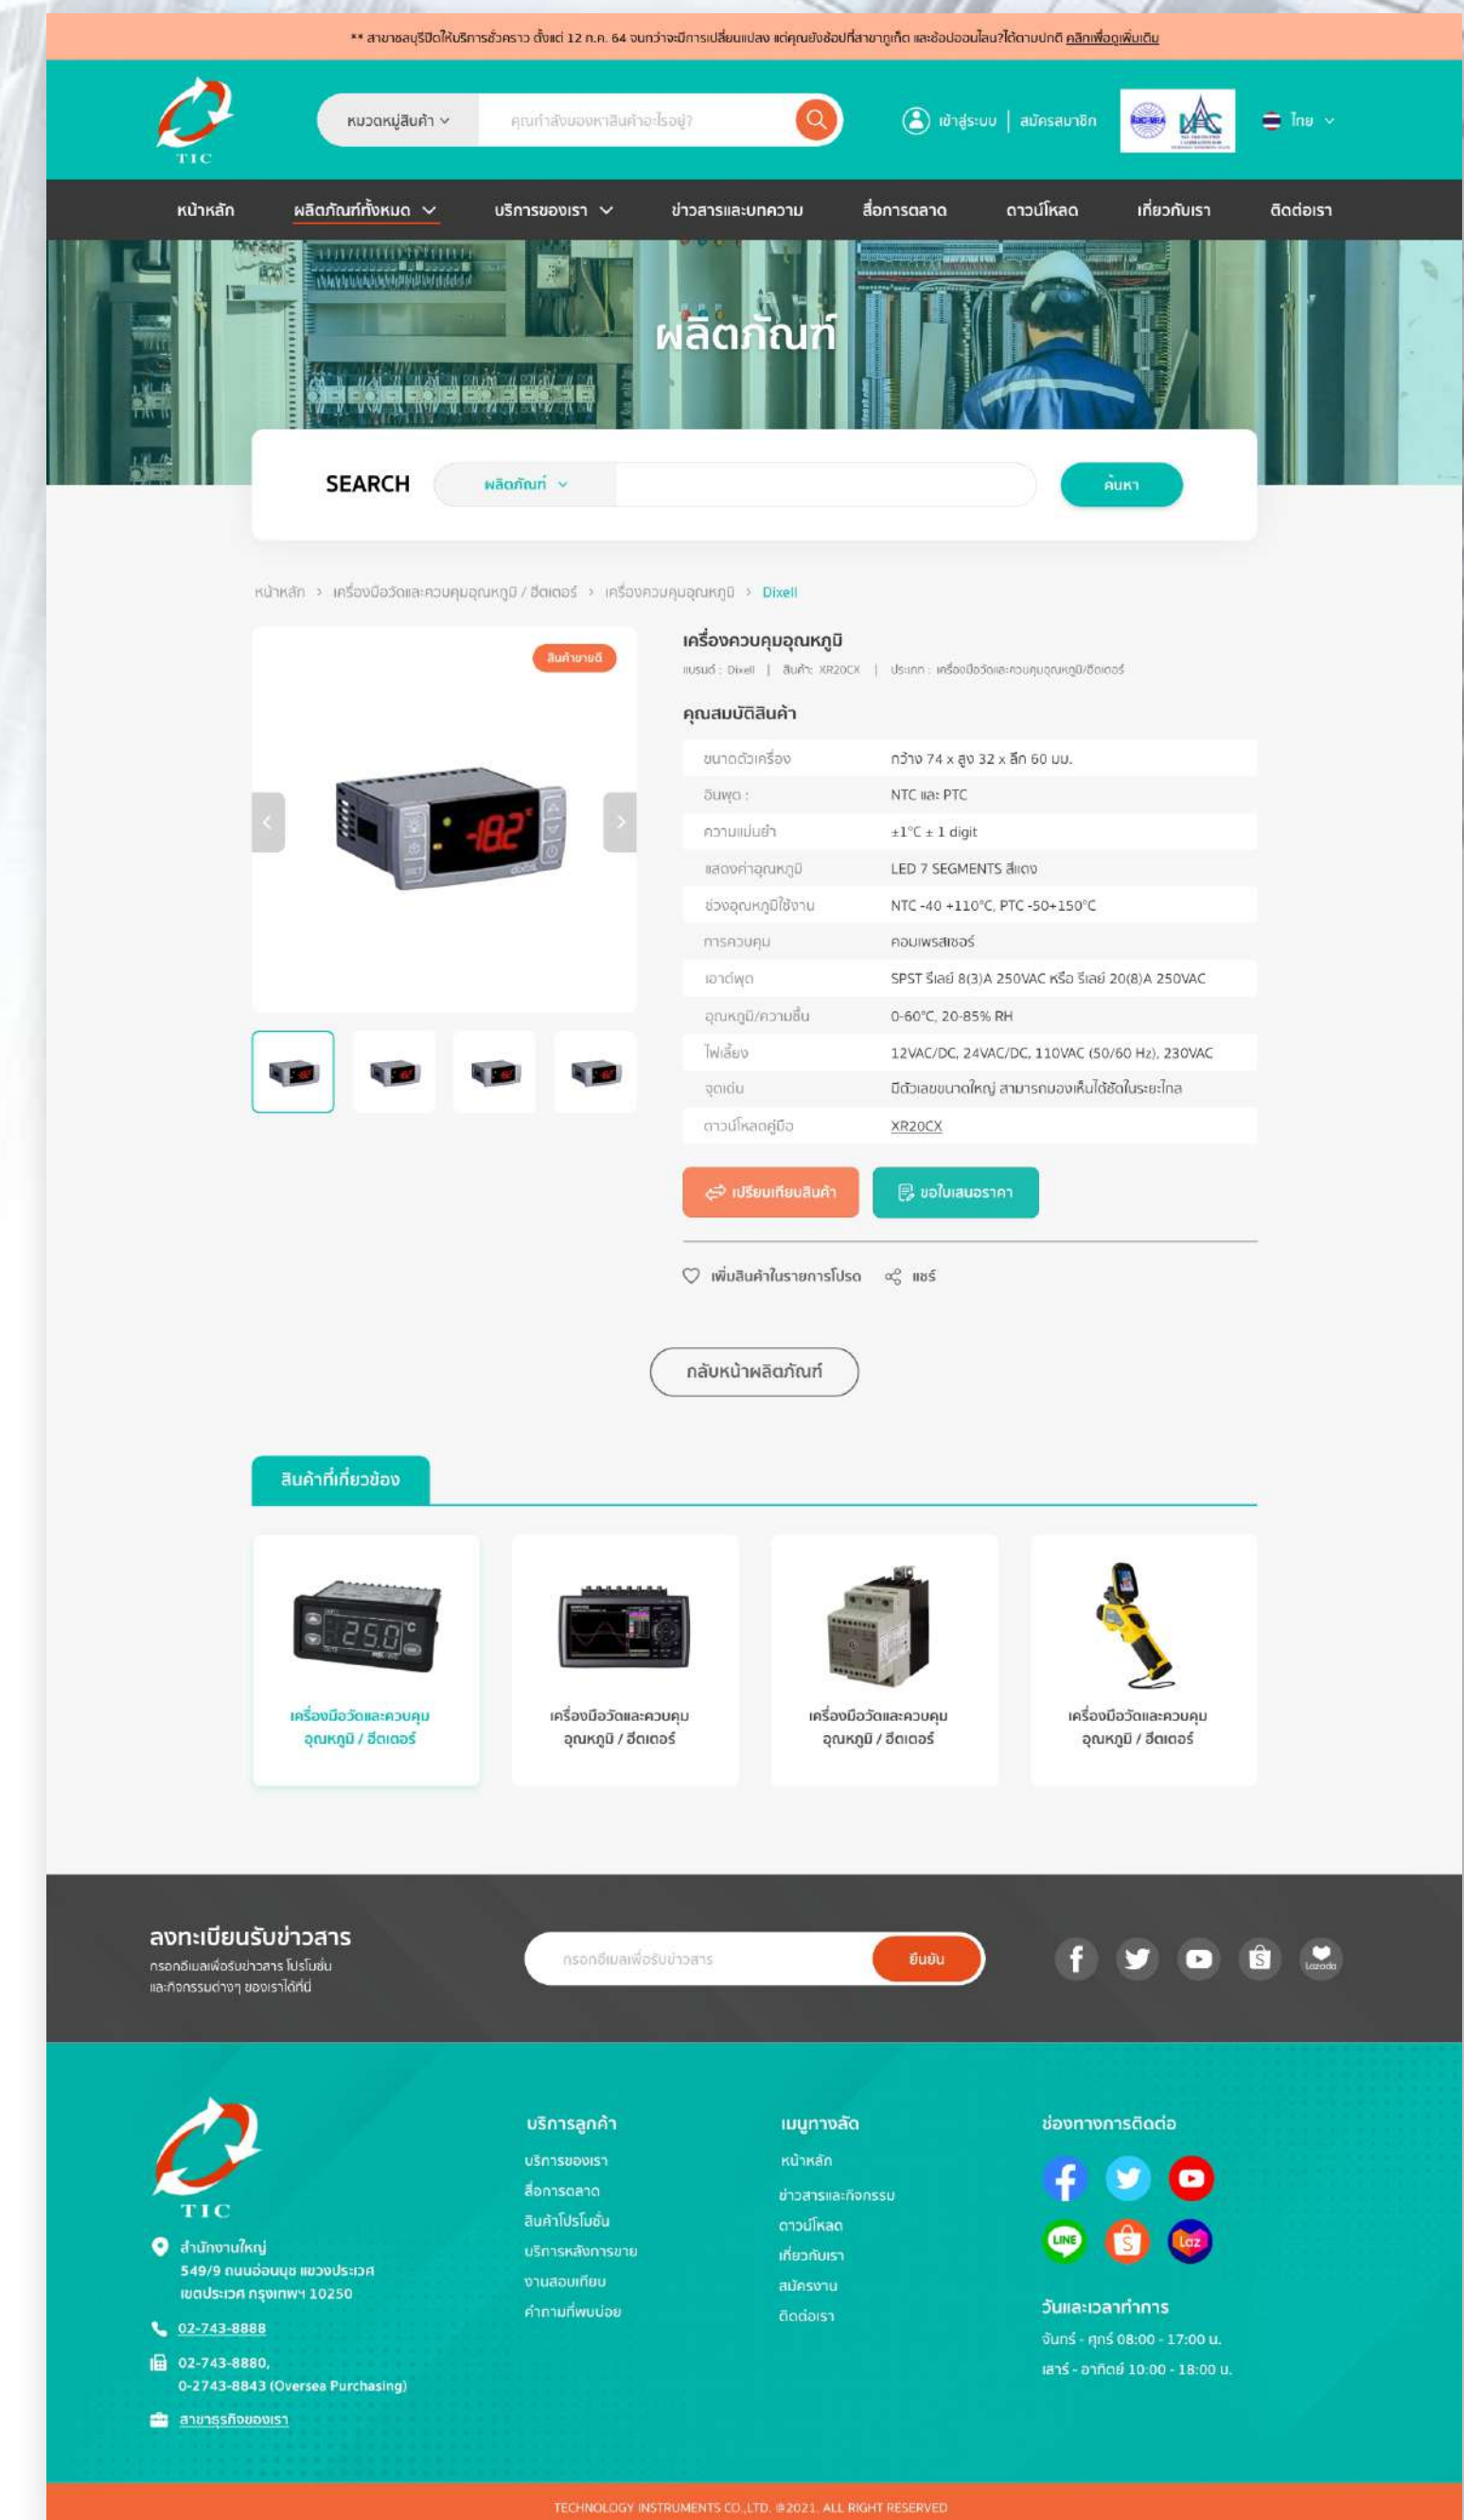 ** สาขาชลบุรีปิดให้บริการชั่วคราว ตั้งแต่ 12 ก.ค. 64 จนกว่าจะมีการเปลี่ยนแปลง แต่คุณยังช้อปที่สาขาภูเก็ต และช้อปออนไลน?ได้ตามปกติ คลิกเพื่อดูเพิ่มเติม
TIC
หมวดหมู่สินค้า
คุณกำลังมองหาสินค้าอะไรอยู่?
เข้าสู่ระบบ | สมัครสมาชิก
ไทย
หน้าหลัก ผลิตภัณฑ์ทั้งหมด บริการของเรา ข่าวสารและบทความ สื่อการตลาด ดาวน์โหลด เกี่ยวกับเรา ติดต่อเรา
ผลิตภัณฑ์
SEARCH ผลิตภัณฑ์ ค้นหา
หน้าหลัก > เครื่องมือวัดและควบคุมอุณหภูมิ / ฮีตเตอร์ > เครื่องควบคุมอุณหภูมิ > Dixell
สินค้าขายดี
-18.2°
SET
dixell
เครื่องควบคุมอุณหภูมิ
แบรนด์ : Dixell | สินค้า: XR20CX | ประเภท : เครื่องมือวัดและควบคุมอุณหภูมิ/ฮีตเตอร์
คุณสมบัติสินค้า
ขนาดตัวเครื่อง กว้าง 74 x สูง 32 x ลึก 60 มม.
อินพุต : NTC และ PTC
ความแม่นยำ ±1°C ± 1 digit
แสดงค่าอุณหภูมิ LED 7 SEGMENTS สีแดง
ช่วงอุณหภูมิใช้งาน NTC -40 +110°C, PTC -50+150°C
การควบคุม คอมเพรสเซอร์
เอาต์พุต SPST รีเลย์ 8(3)A 250VAC หรือ รีเลย์ 20(8)A 250VAC
อุณหภูมิ/ความชื้น 0-60°C, 20-85% RH
ไฟเลี้ยง 12VAC/DC, 24VAC/DC, 110VAC (50/60 Hz), 230VAC
จุดเด่น มีตัวเลขขนาดใหญ่ สามารถมองเห็นได้ชัดในระยะไกล
ดาวน์โหลดคู่มือ XR20CX
เปรียบเทียบสินค้า ขอใบเสนอราคา
เพิ่มสินค้าในรายการโปรด แชร์
กลับหน้าผลิตภัณฑ์
สินค้าที่เกี่ยวข้อง
25.0 °C
เครื่องมือวัดและควบคุม
อุณหภูมิ / ฮีตเตอร์
เครื่องมือวัดและควบคุม
อุณหภูมิ / ฮีตเตอร์
เครื่องมือวัดและควบคุม
อุณหภูมิ / ฮีตเตอร์
เครื่องมือวัดและควบคุม
อุณหภูมิ / ฮีตเตอร์
ลงทะเบียนรับข่าวสาร
กรอกอีเมลเพื่อรับข่าวสาร โปรโมชั่น
และกิจกรรมต่างๆ ของเราได้ที่นี่
กรอกอีเมลเพื่อรับข่าวสาร
ยืนยัน
Lazada
TIC
สำนักงานใหญ่
549/9 ถนนอ่อนนุช แขวงประเวศ
เขตประเวศ กรุงเทพฯ 10250
02-743-8888
02-743-8880,
0-2743-8843 (Oversea Purchasing)
สาขาธุรกิจของเรา
บริการลูกค้า
บริการของเรา
สื่อการตลาด
สินค้าโปรโมชั่น
บริการหลังการขาย
งานสอบเทียบ
คำถามที่พบบ่อย
เมนูทางลัด
หน้าหลัก
ข่าวสารและกิจกรรม
ดาวน์โหลด
เกี่ยวกับเรา
สมัครงาน
ติดต่อเรา
ช่องทางการติดต่อ
LINE
Laz
วันและเวลาทำการ
จันทร์ - ศุกร์ 08:00 - 17:00 น.
เสาร์ - อาทิตย์ 10:00 - 18:00 น.
TECHNOLOGY INSTRUMENTS CO.,LTD. @2021. ALL RIGHT RESERVED